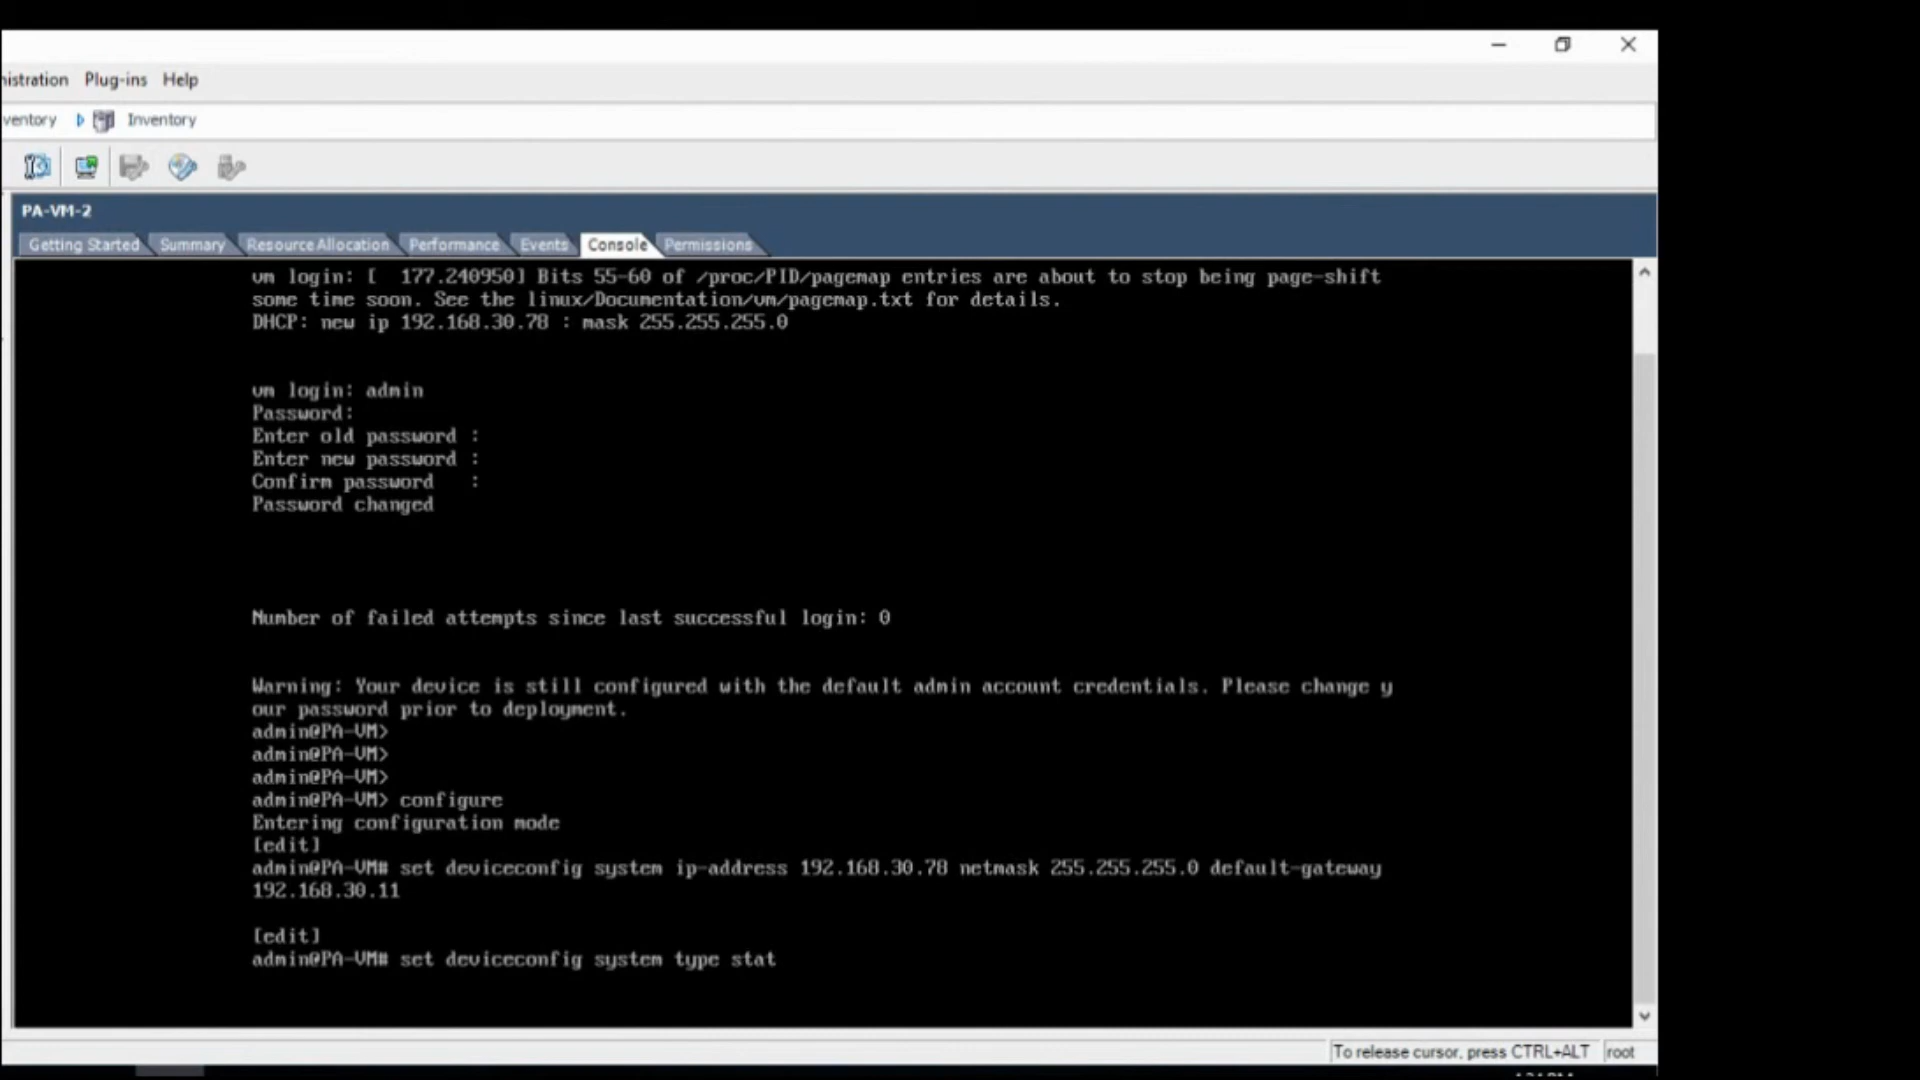 nistration Plug-ins Help
ventory Inventory
PA-VM-2
Getting Started Summary Resource Allocation Performance Events Console Permissions
vm login: [  177.240950] Bits 55-60 of /proc/PID/pagemap entries are about to stop being page-shift
some time soon. See the linux/Documentation/vm/pagemap.txt for details.
DHCP: new ip 192.168.30.78 : mask 255.255.255.0
vm login: admin
Password:
Enter old password :
Enter new password :
Confirm password   :
Password changed
Number of failed attempts since last successful login: 0
Warning: Your device is still configured with the default admin account credentials. Please change y
our password prior to deployment.
admin@PA-VM>
admin@PA-VM>
admin@PA-VM>
admin@PA-VM> configure
Entering configuration mode
[edit]
admin@PA-VM# set deviceconfig system ip-address 192.168.30.78 netmask 255.255.255.0 default-gateway
192.168.30.11
[edit]
admin@PA-VM# set deviceconfig system type stat
To release cursor, press CTRL+ALT root